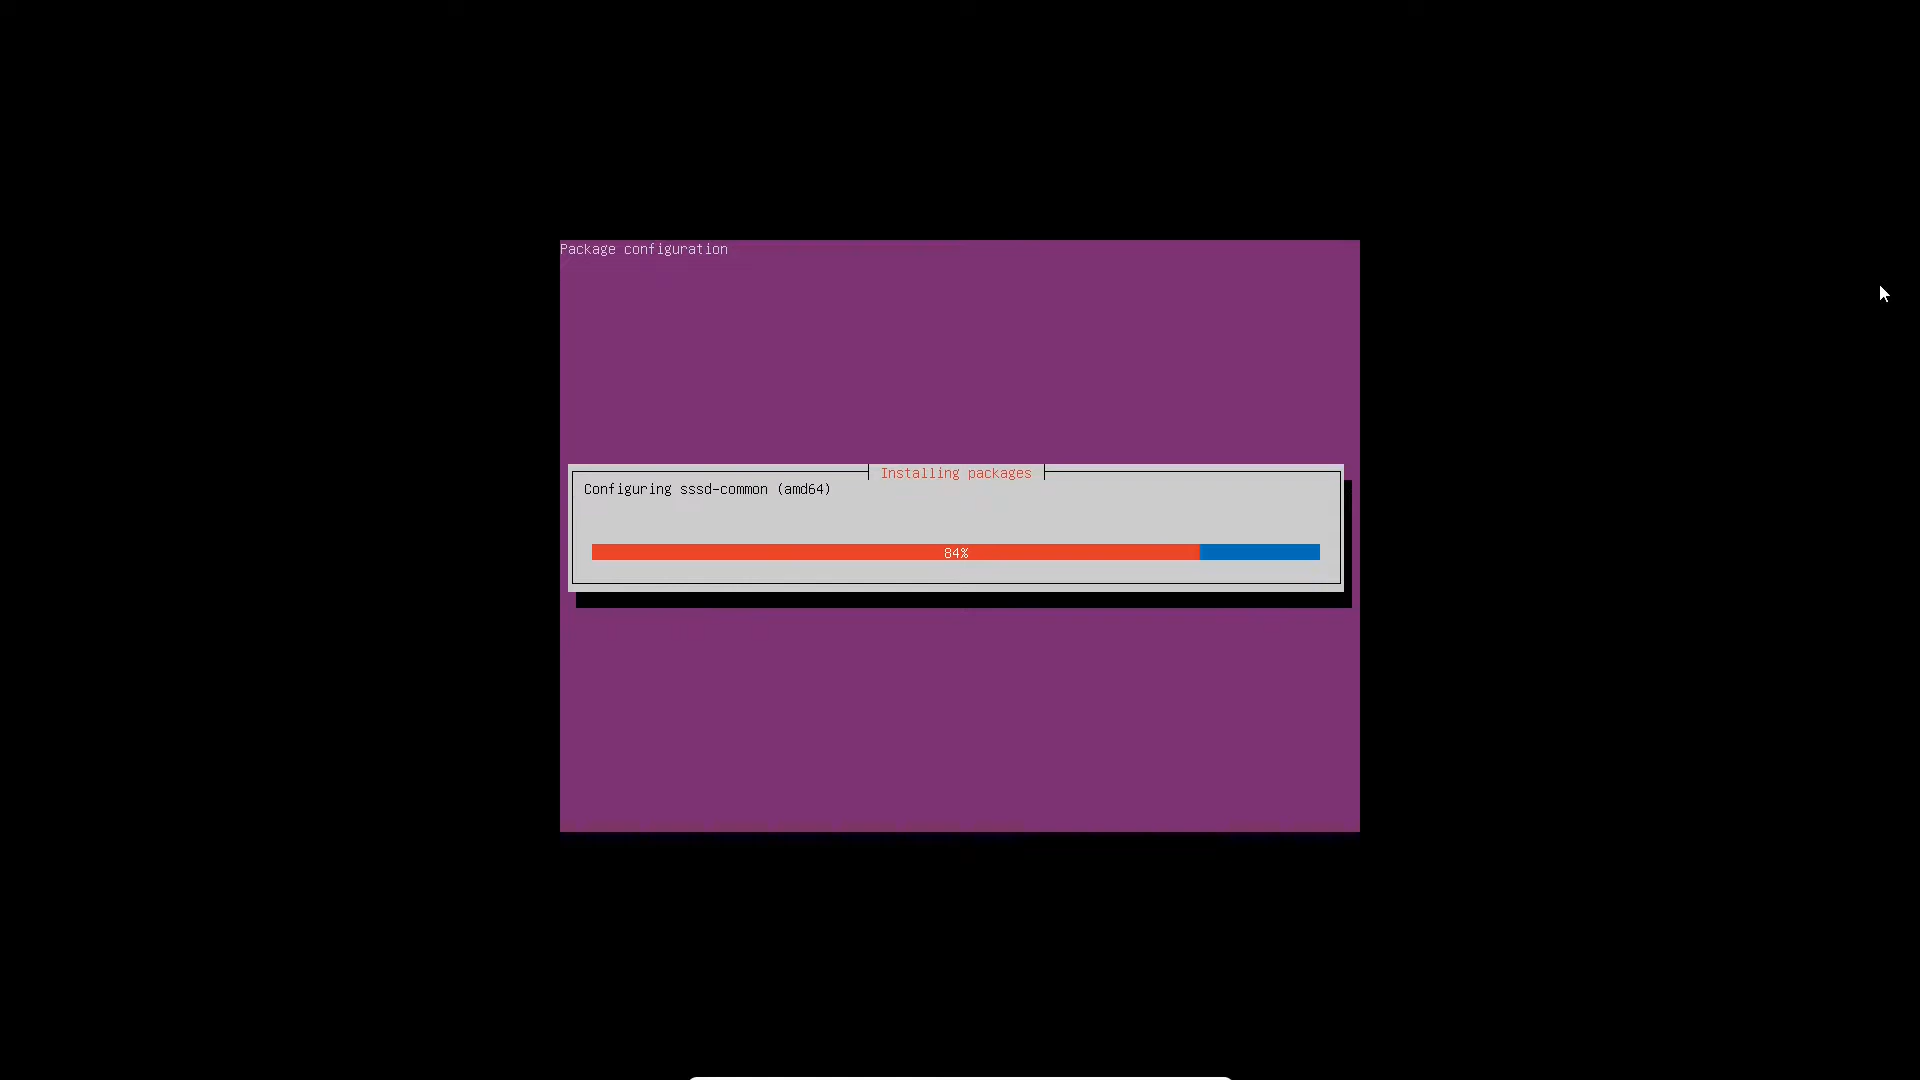 Package configuration
Installing packages
Configuring sssd-common (amd64)
84%